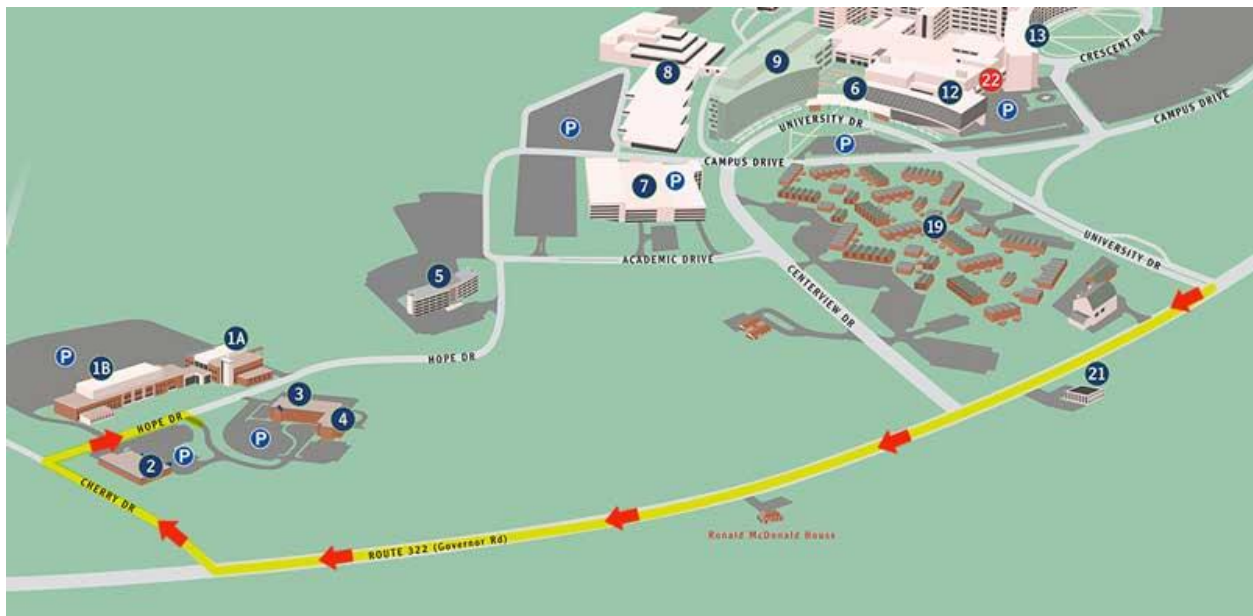 13
CRESCENT DR
8
9
22
12
6
P
CAMPUS DRIVE
UNIVERSITY DR
P
P
CAMPUS DRIVE
7
P
19
UNIVERSITY DR
ACADEMIC DRIVE
5
CENTERVIEW DR
1A
P
1B
HOPE DR
21
3
4
HOPE DR
P
2
P
CHERRY DR
Ronald McDonald House
ROUTE 322 (Governor Rd)